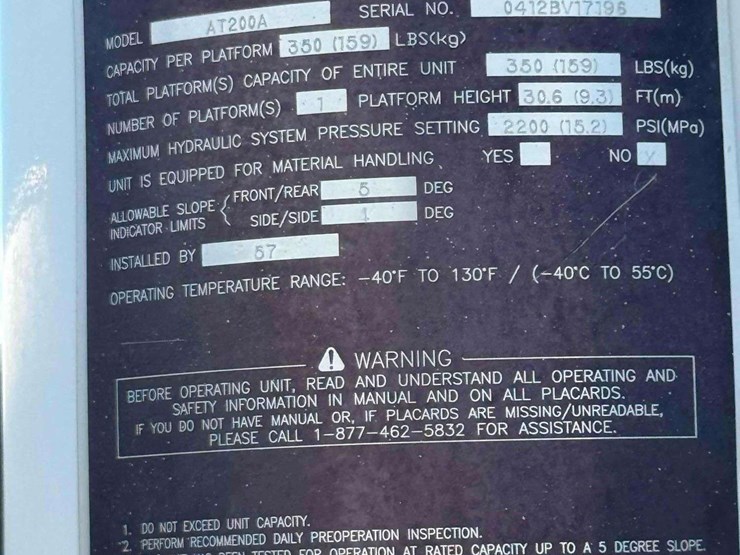 MODEL AT200A SERIAL NO. 0412BV17196
CAPACITY PER PLATFORM 350 (159) LBS(kg)
TOTAL PLATFORM(S) CAPACITY OF ENTIRE UNIT 350 (159) LBS(kg)
NUMBER OF PLATFORM(S) 1 PLATFORM HEIGHT 30.6 (9.3) FT(m)
MAXIMUM HYDRAULIC SYSTEM PRESSURE SETTING 2200 (15.2) PSI(MPa)
UNIT IS EQUIPPED FOR MATERIAL HANDLING YES NO Y
ALLOWABLE SLOPE FRONT/REAR 5 DEG
INDICATOR LIMITS SIDE/SIDE 1 DEG
INSTALLED BY 57
OPERATING TEMPERATURE RANGE: -40°F TO 130°F / (-40°C TO 55°C)
WARNING
BEFORE OPERATING UNIT, READ AND UNDERSTAND ALL OPERATING AND
SAFETY INFORMATION IN MANUAL AND ON ALL PLACARDS.
IF YOU DO NOT HAVE MANUAL OR, IF PLACARDS ARE MISSING/UNREADABLE,
PLEASE CALL 1-877-462-5832 FOR ASSISTANCE.
1. DO NOT EXCEED UNIT CAPACITY.
2. PERFORM RECOMMENDED DAILY PREOPERATION INSPECTION.
BEEN TESTED FOR OPERATION AT RATED CAPACITY UP TO A 5 DEGREE SLOPE.